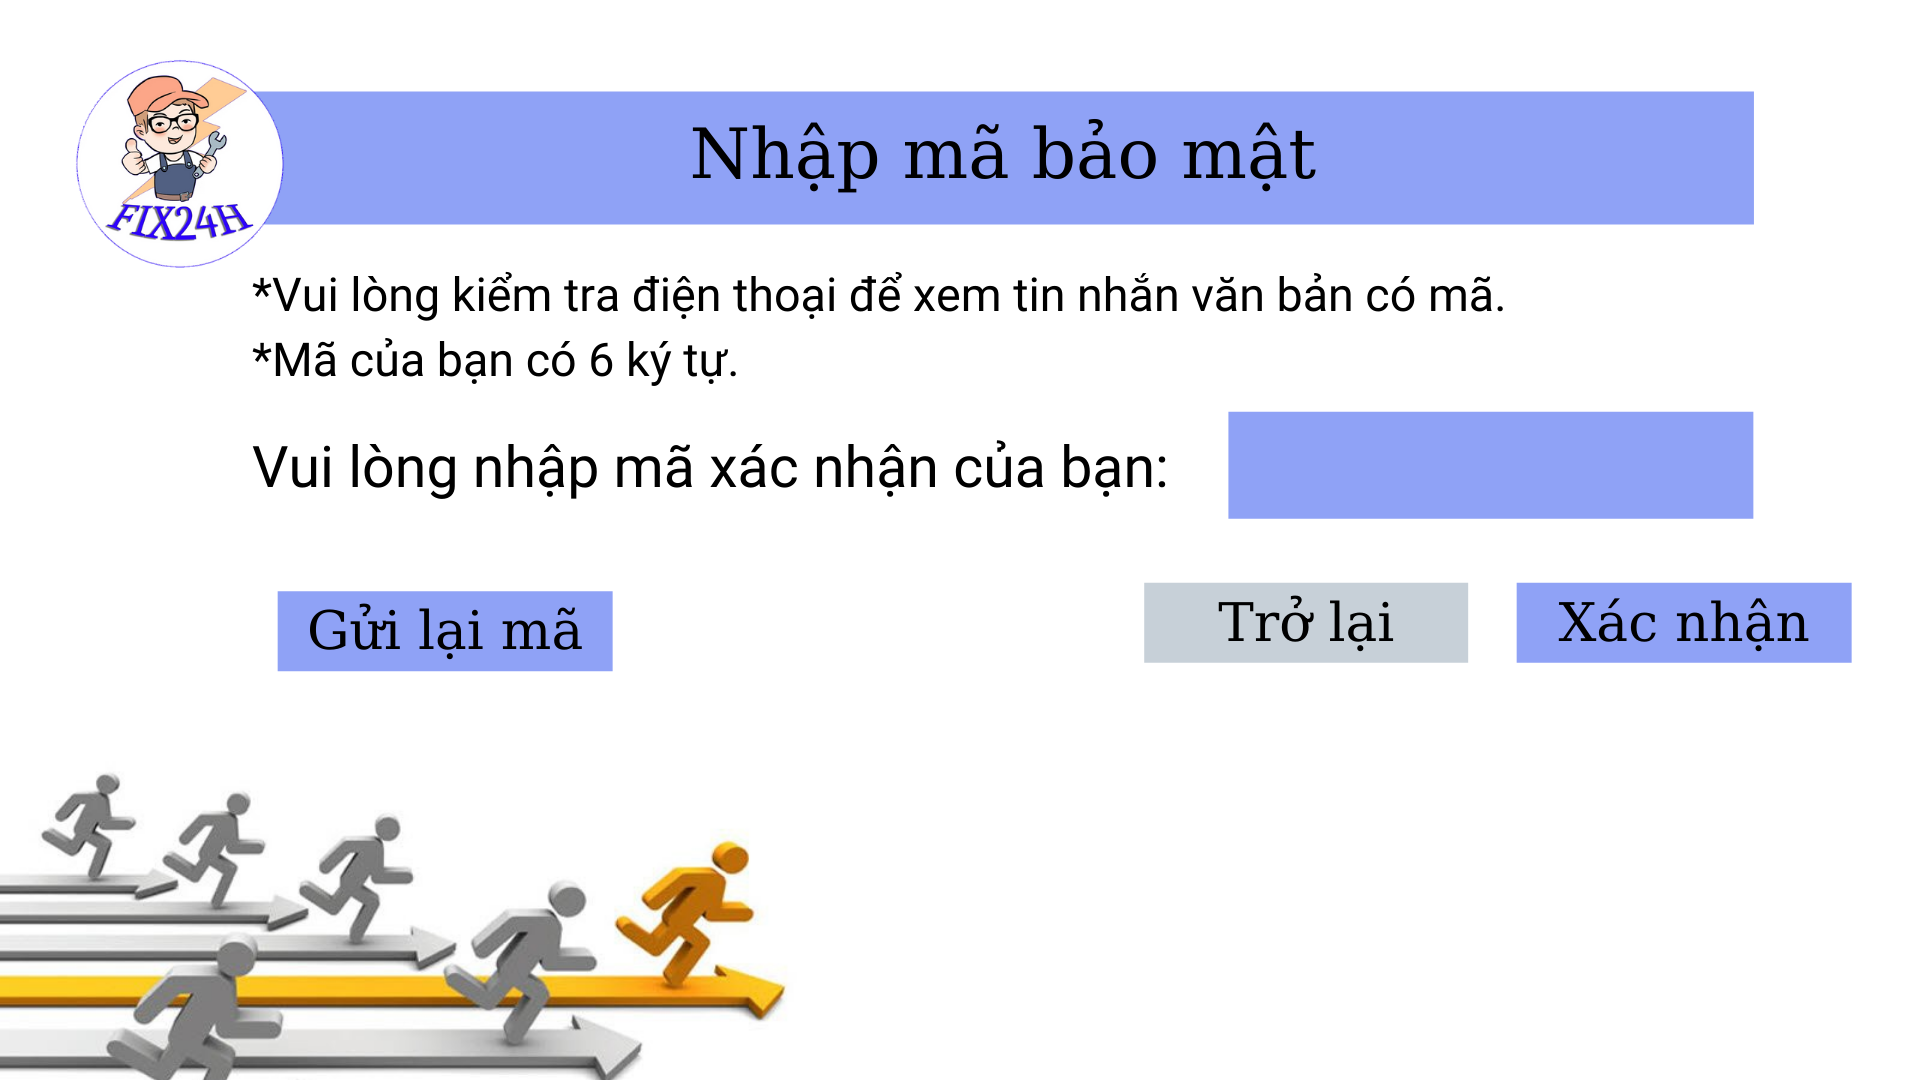 FIX24H
Nhập mã bảo mật
*Vui lòng kiểm tra điện thoại để xem tin nhắn văn bản có mã.
*Mã của bạn có 6 ký tự.
Vui lòng nhập mã xác nhận của bạn:
Gửi lại mã
Trở lại
Xác nhận